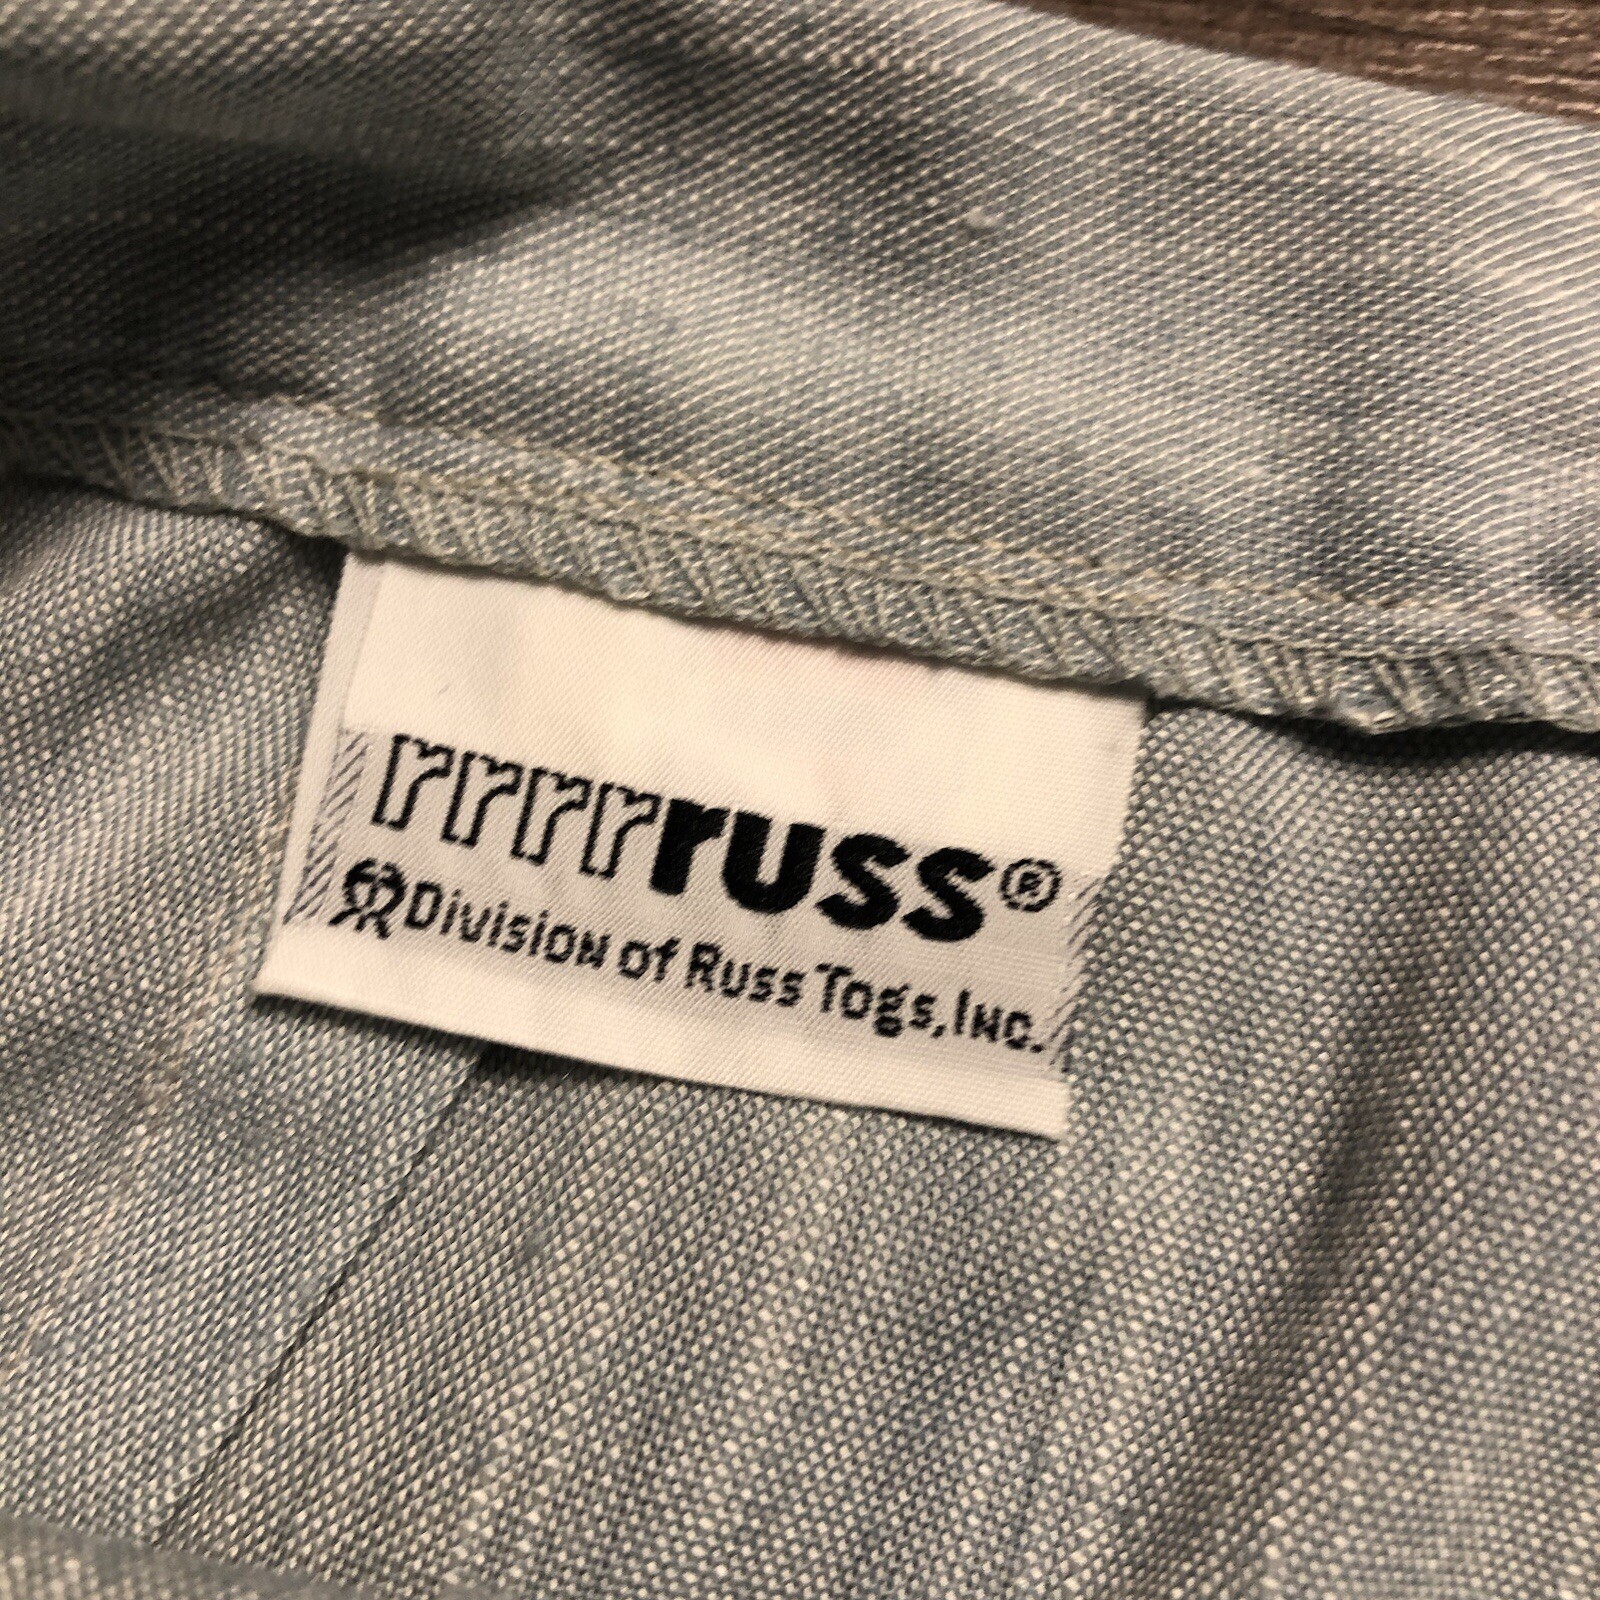 rrrrruss®
Division of Russ Togs, Inc.